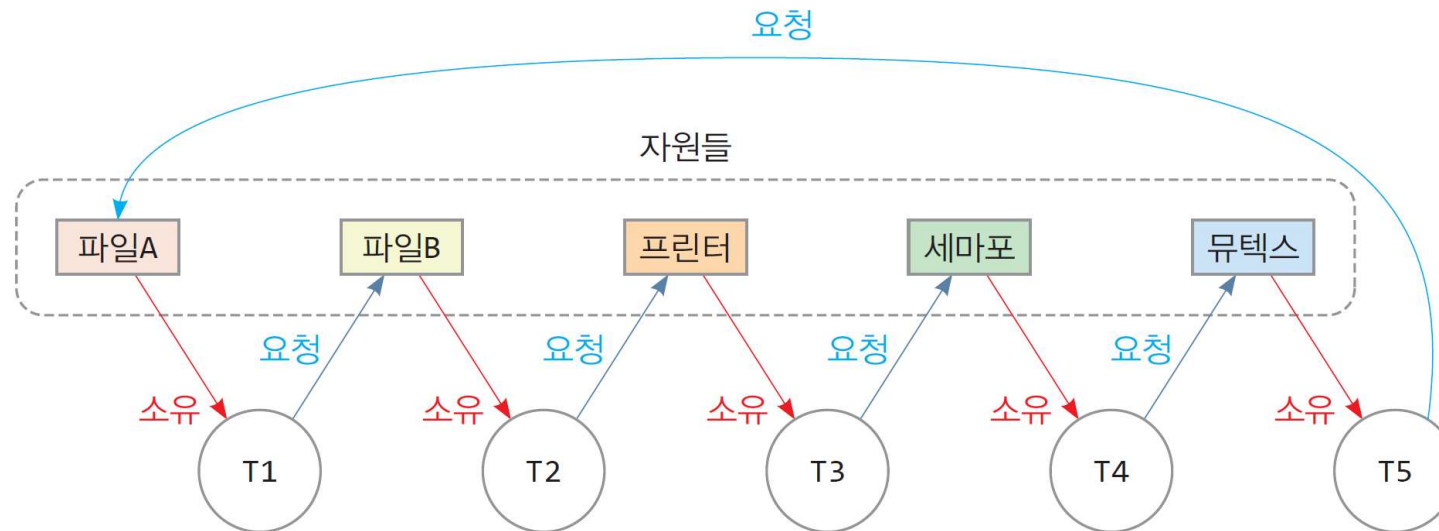 요청
자원들
파일A 파일B 프린터 세마포 뮤텍스
요청 요청 요청 요청
소유 소유 소유 소유 소유
T1 T2 T3 T4 T5